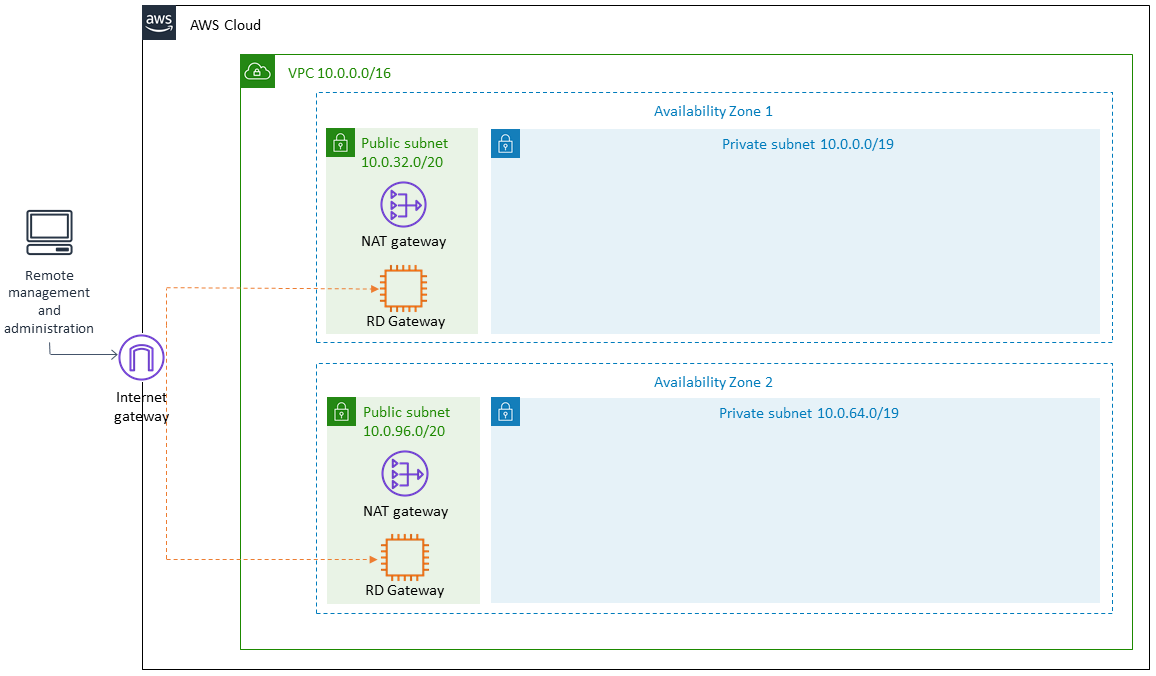 aws
AWS Cloud
VPC 10.0.0.0/16
Availability Zone 1
Public subnet
10.0.32.0/20
Private subnet 10.0.0.0/19
NAT gateway
RD Gateway
Remote
management
and
administration
Internet
gateway
Availability Zone 2
Public subnet
10.0.96.0/20
Private subnet 10.0.64.0/19
NAT gateway
RD Gateway